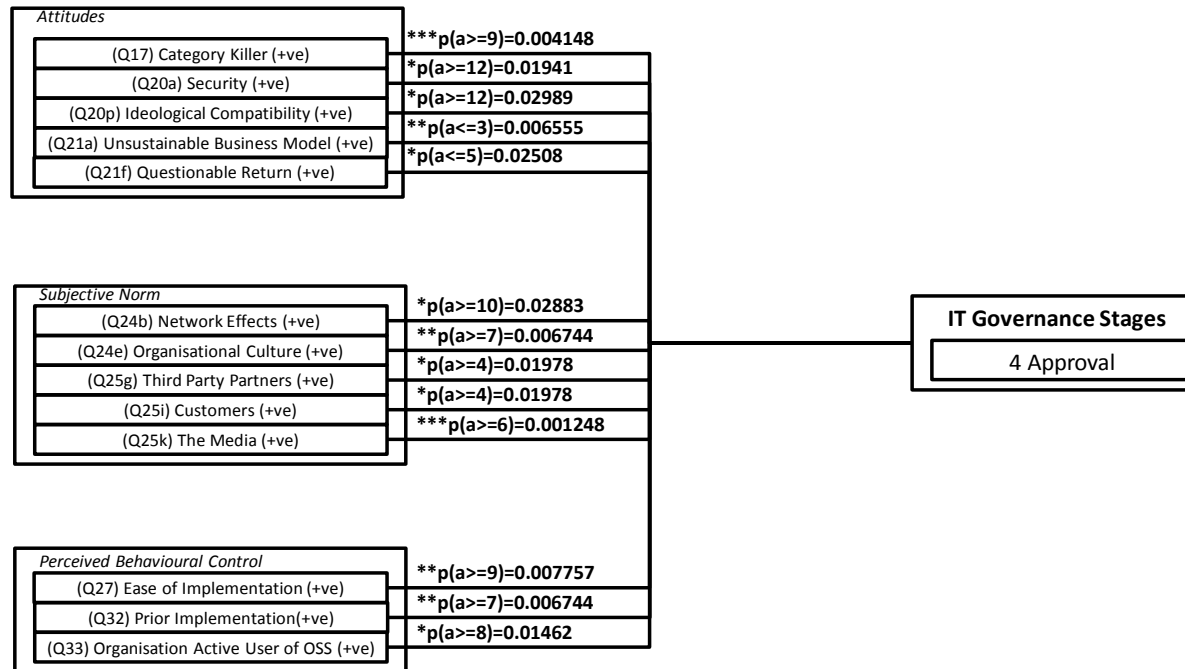 Attitudes
(Q17) Category Killer (+ve)
***p(a>=9)=0.004148
(Q20a) Security (+ve)
*p(a>=12)=0.01941
(Q20p) Ideological Compatibility (+ve)
*p(a>=12)=0.02989
(Q21a) Unsustainable Business Model (+ve)
**p(a<=3)=0.006555
(Q21f) Questionable Return (+ve)
*p(a<=5)=0.02508
Subjective Norm
(Q24b) Network Effects (+ve)
*p(a>=10)=0.02883
(Q24e) Organisational Culture (+ve)
**p(a>=7)=0.006744
(Q25g) Third Party Partners (+ve)
*p(a>=4)=0.01978
(Q25i) Customers (+ve)
*p(a>=4)=0.01978
(Q25k) The Media (+ve)
***p(a>=6)=0.001248
Perceived Behavioural Control
(Q27) Ease of Implementation (+ve)
**p(a>=9)=0.007757
(Q32) Prior Implementation(+ve)
**p(a>=7)=0.006744
(Q33) Organisation Active User of OSS (+ve)
*p(a>=8)=0.01462
IT Governance Stages
4 Approval